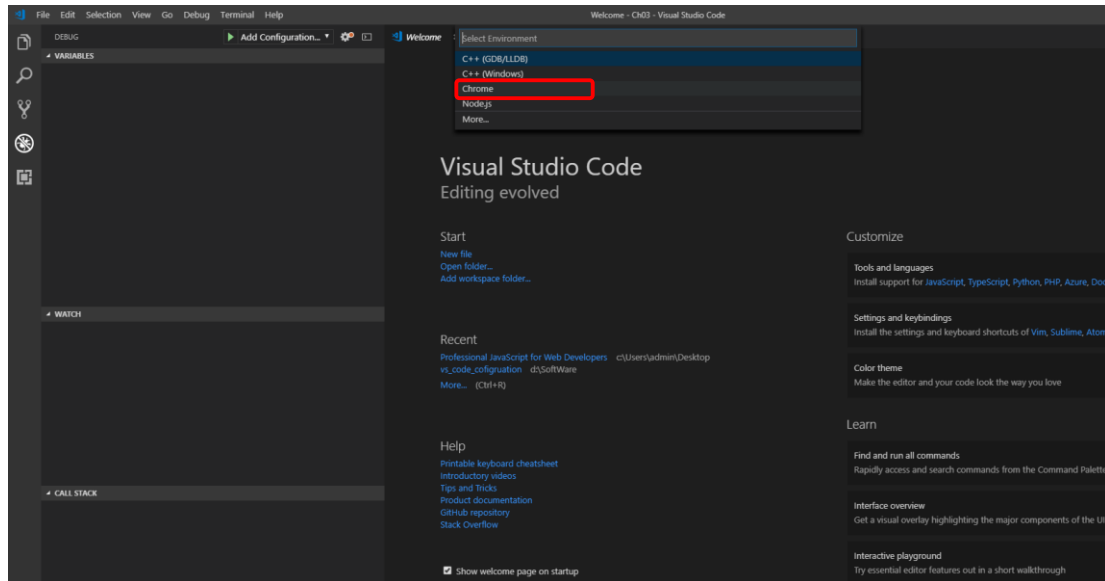 File Edit Selection View Go Debug Terminal Help
Welcome - Ch03 - Visual Studio Code
DEBUG
Add Configuration...
VARIABLES
WATCH
CALL STACK
Welcome
Select Environment
C++ (GDB/LLDB)
C++ (Windows)
Chrome
Node.js
More...
Visual Studio Code
Editing evolved
Start
New file
Open folder...
Add workspace folder...
Recent
Professional JavaScript for Web Developers c:\Users\admin\Desktop
vs_code_cofigruation d:\SoftWare
More... (Ctrl+R)
Help
Printable keyboard cheatsheet
Introductory videos
Tips and Tricks
Product documentation
GitHub repository
Stack Overflow
Show welcome page on startup
Customize
Tools and languages
Install support for JavaScript, TypeScript, Python, PHP, Azure, Doc
Settings and keybindings
Install the settings and keyboard shortcuts of Vim, Sublime, Atom
Color theme
Make the editor and your code look the way you love
Learn
Find and run all commands
Rapidly access and search commands from the Command Palette
Interface overview
Get a visual overlay highlighting the major components of the UI
Interactive playground
Try essential editor features out in a short walkthrough